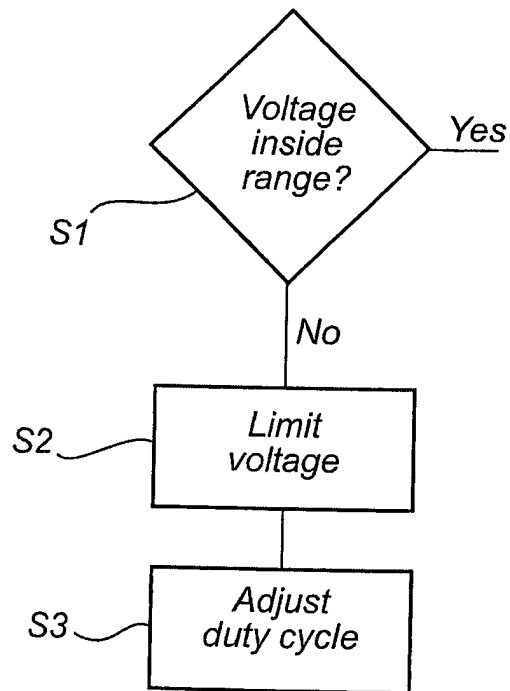 Voltage
inside
range?
Yes
S1
No
S2
Limit
voltage
S3
Adjust
duty cycle